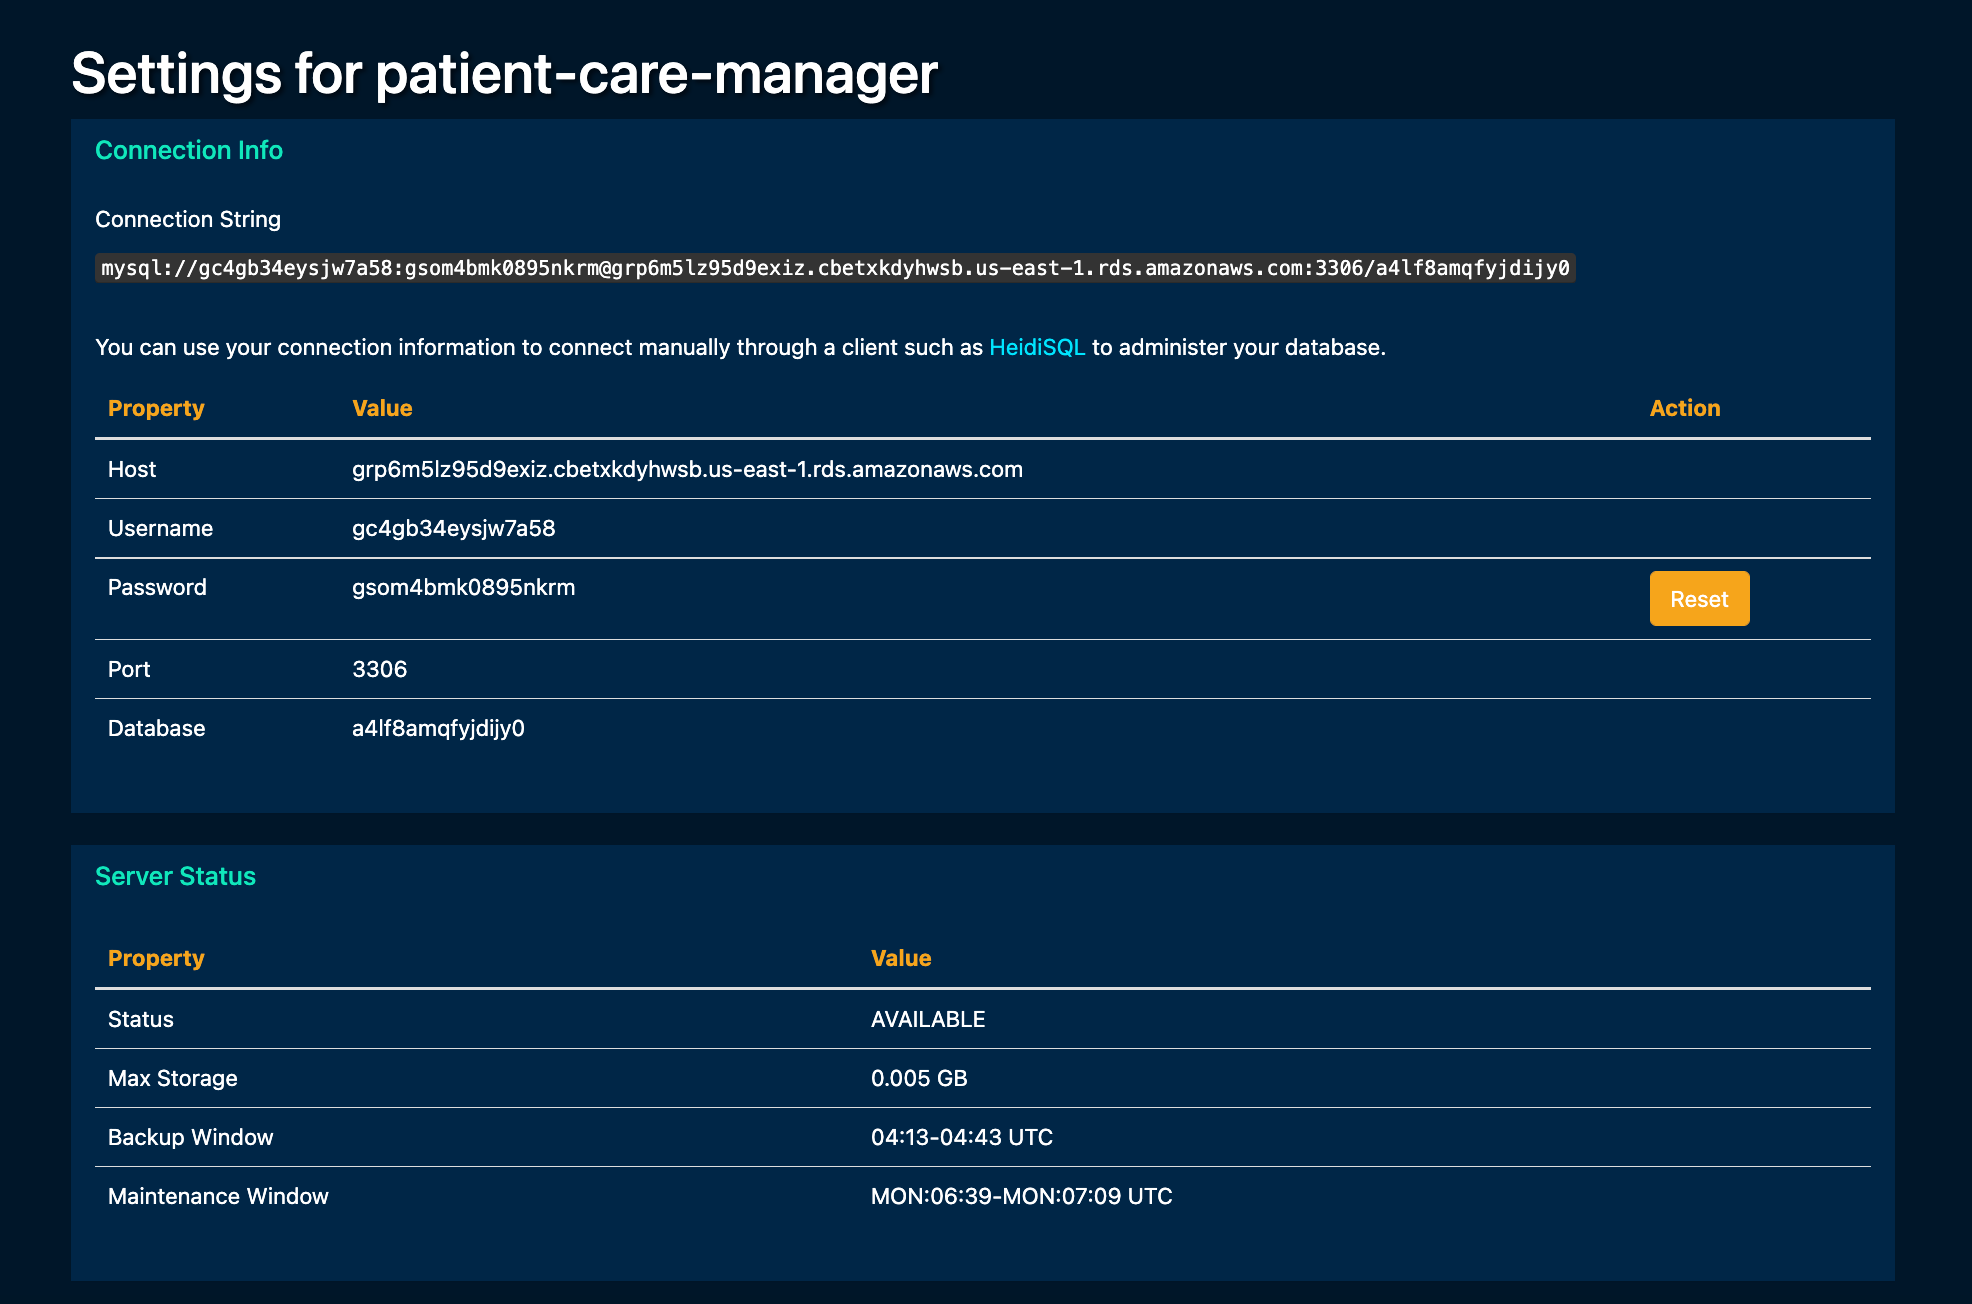 Settings for patient-care-manager
Connection Info
Connection String
mysql://gc4gb34eysjw7a58:gsom4bmk0895nkrm@grp6m5lz95d9exiz.cbetxkdyhwsb.us-east-1.rds.amazonaws.com:3306/a4lf8amqfyjdijy0
You can use your connection information to connect manually through a client such as HeidiSQL to administer your database.
Property Value Action
Host grp6m5lz95d9exiz.cbetxkdyhwsb.us-east-1.rds.amazonaws.com
Username gc4gb34eysjw7a58
Password gsom4bmk0895nkrm Reset
Port 3306
Database a4lf8amqfyjdijy0
Server Status
Property Value
Status AVAILABLE
Max Storage 0.005 GB
Backup Window 04:13-04:43 UTC
Maintenance Window MON:06:39-MON:07:09 UTC